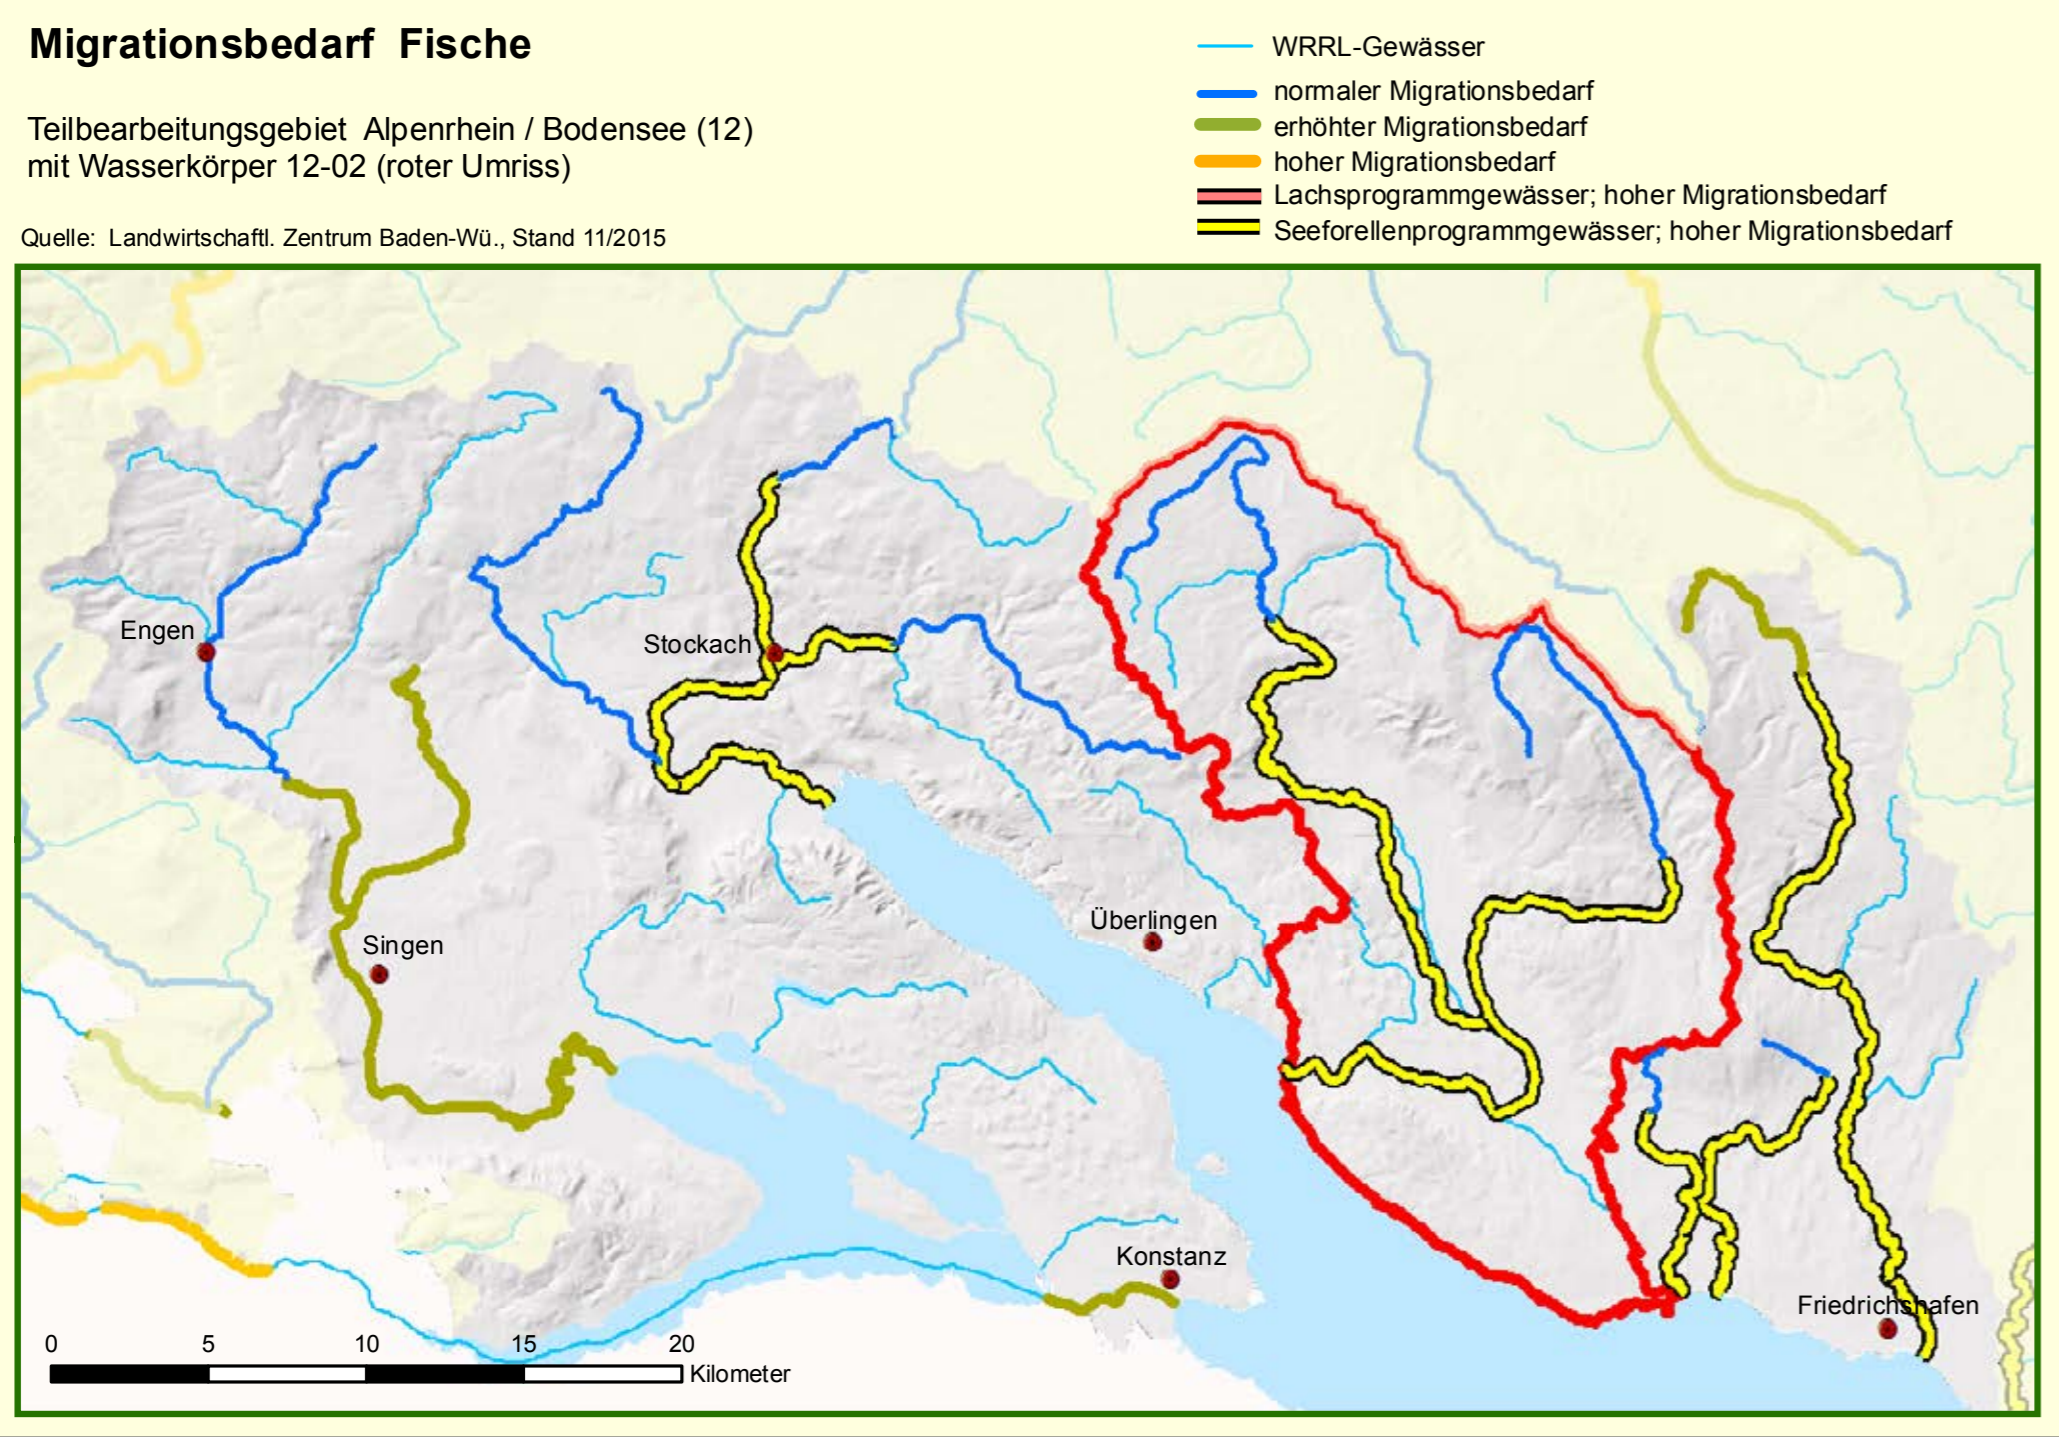 Migrationsbedarf Fische
Teilbearbeitungsgebiet Alpenrhein / Bodensee (12)
mit Wasserkörper 12-02 (roter Umriss)
Quelle: Landwirtschaftl. Zentrum Baden-Wü., Stand 11/2015
WRRL-Gewässer
normaler Migrationsbedarf
erhöhter Migrationsbedarf
hoher Migrationsbedarf
Lachsprogrammgewässer; hoher Migrationsbedarf
Seeforellenprogrammgewässer; hoher Migrationsbedarf
Engen
Stockach
Singen
Überlingen
Konstanz
Friedrichshafen
0 5 10 15 20
Kilometer